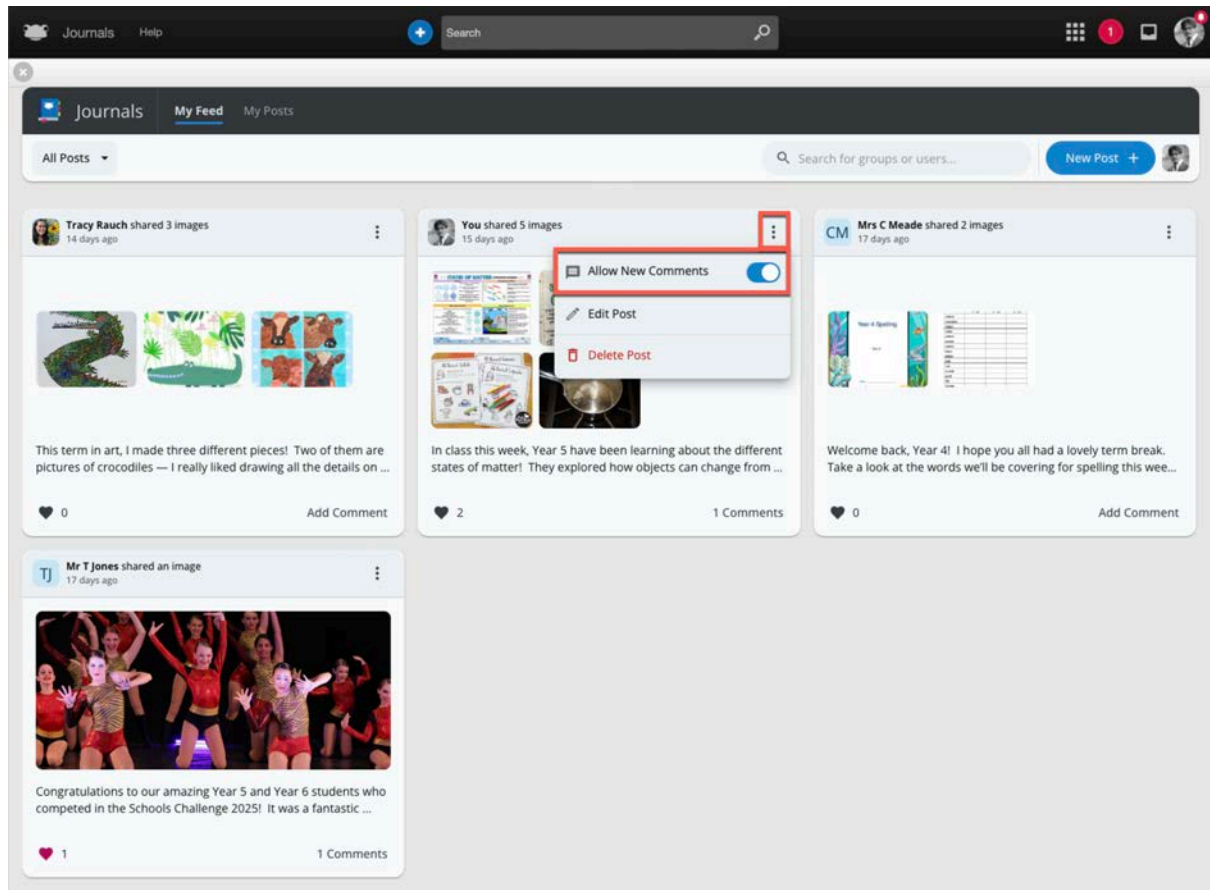 Journals Help
Search
1
Journals
My Feed
My Posts
All Posts
Search for groups or users...
New Post +
Tracy Rauch shared 3 images
14 days ago
This term in art, I made three different pieces! Two of them are
pictures of crocodiles — I really liked drawing all the details on ...
0
Add Comment
You shared 5 images
15 days ago
Allow New Comments
Edit Post
Delete Post
In class this week, Year 5 have been learning about the different
states of matter! They explored how objects can change from ...
2
1 Comments
CM
Mrs C Meade shared 2 images
17 days ago
Year 4 Spelling
Welcome back, Year 4! I hope you all had a lovely term break.
Take a look at the words we'll be covering for spelling this wee...
0
Add Comment
TJ
Mr T Jones shared an image
17 days ago
Congratulations to our amazing Year 5 and Year 6 students who
competed in the Schools Challenge 2025! It was a fantastic ...
1
1 Comments